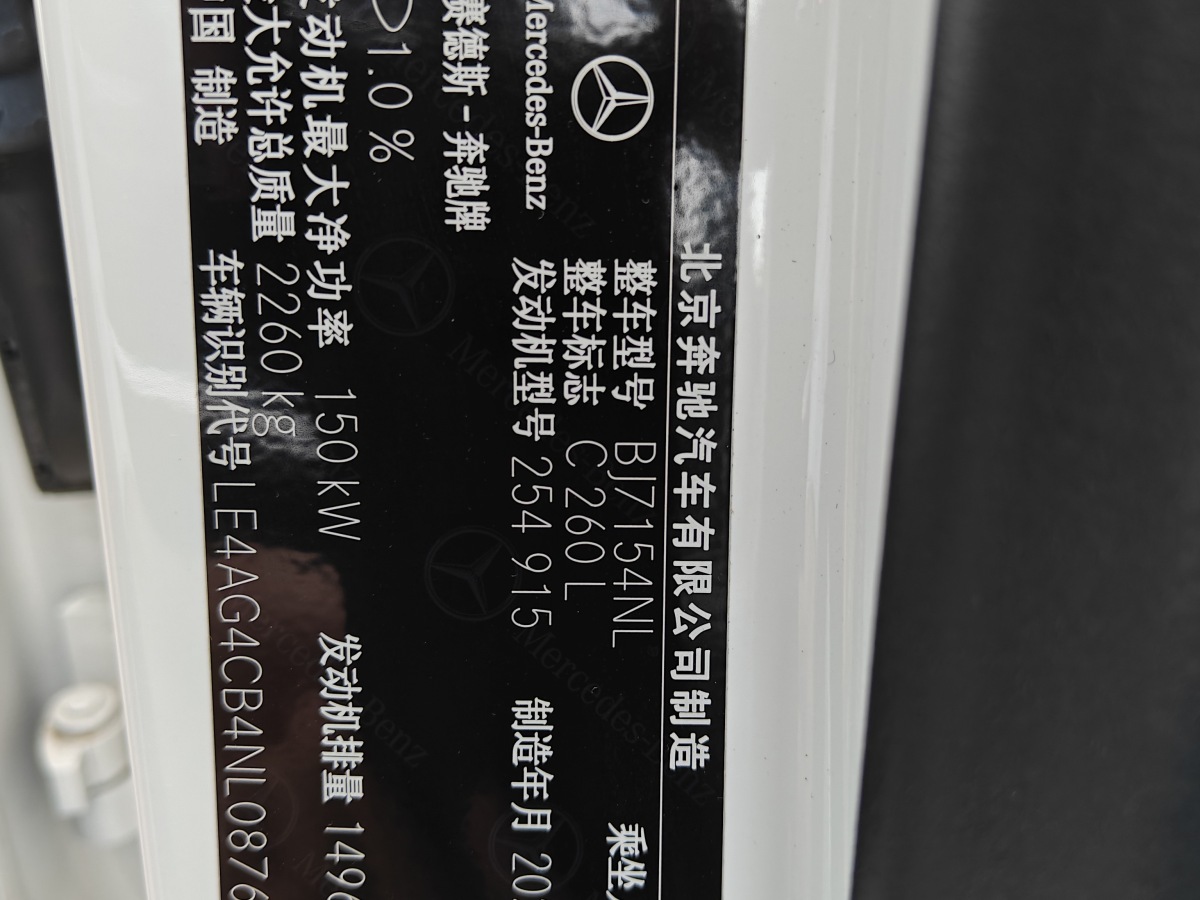 北京奔驰汽车有限公司制造
整车型号 BJ7154NL 乘坐
整车标志 C 260 L
Mercedes-Benz 发动机型号 254 915 制造年月 20
赛德斯-奔驰牌
>1.0 %
动机最大净功率 150 kW 发动机排量 149
大允许总质量 2260 kg
国 制造 车辆识别代号 LE4AG4CB4NL0876